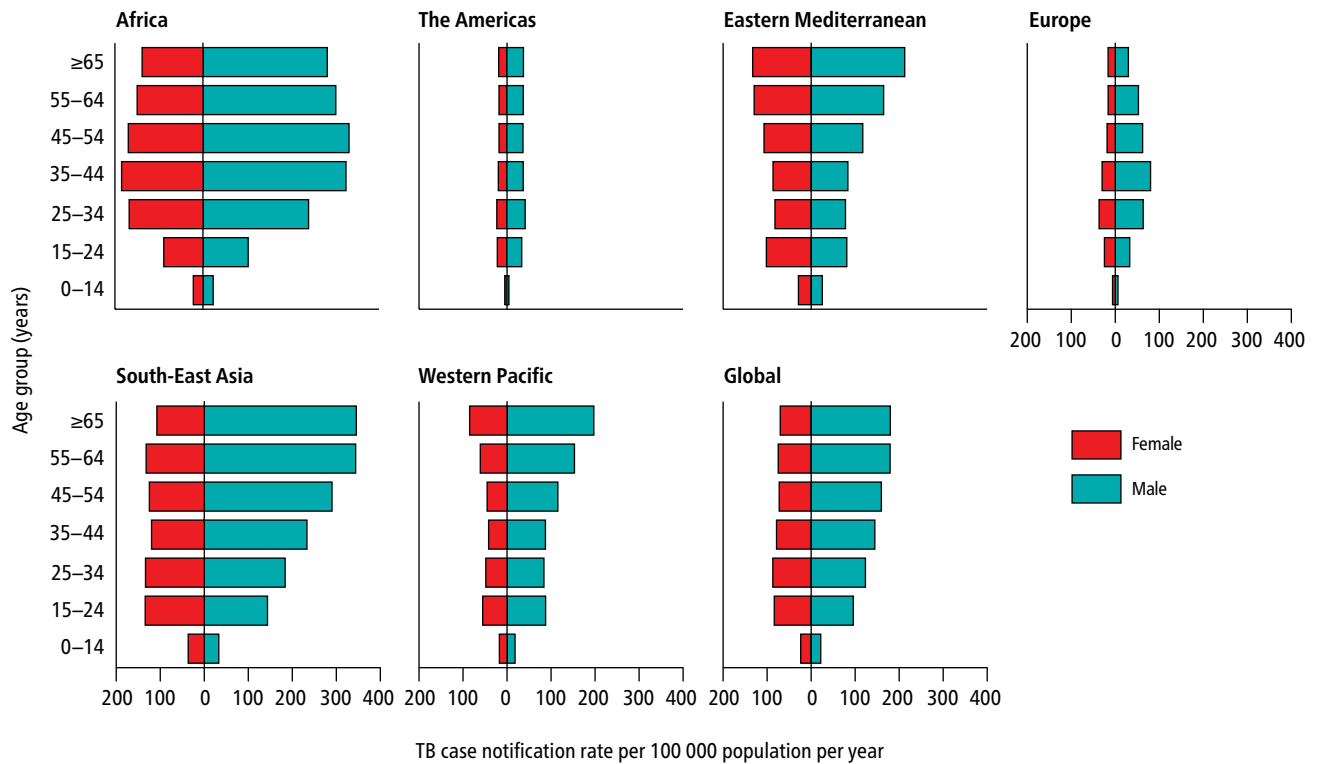 Africa
The Americas
Eastern Mediterranean
Europe
Age group (years)
≥65
55–64
45–54
35–44
25–34
15–24
0–14
200 100 0 100 200 300 400
South-East Asia
Western Pacific
Global
≥65
55–64
45–54
35–44
25–34
15–24
0–14
Female
Male
200 100 0 100 200 300 400
200 100 0 100 200 300 400
200 100 0 100 200 300 400
TB case notification rate per 100 000 population per year